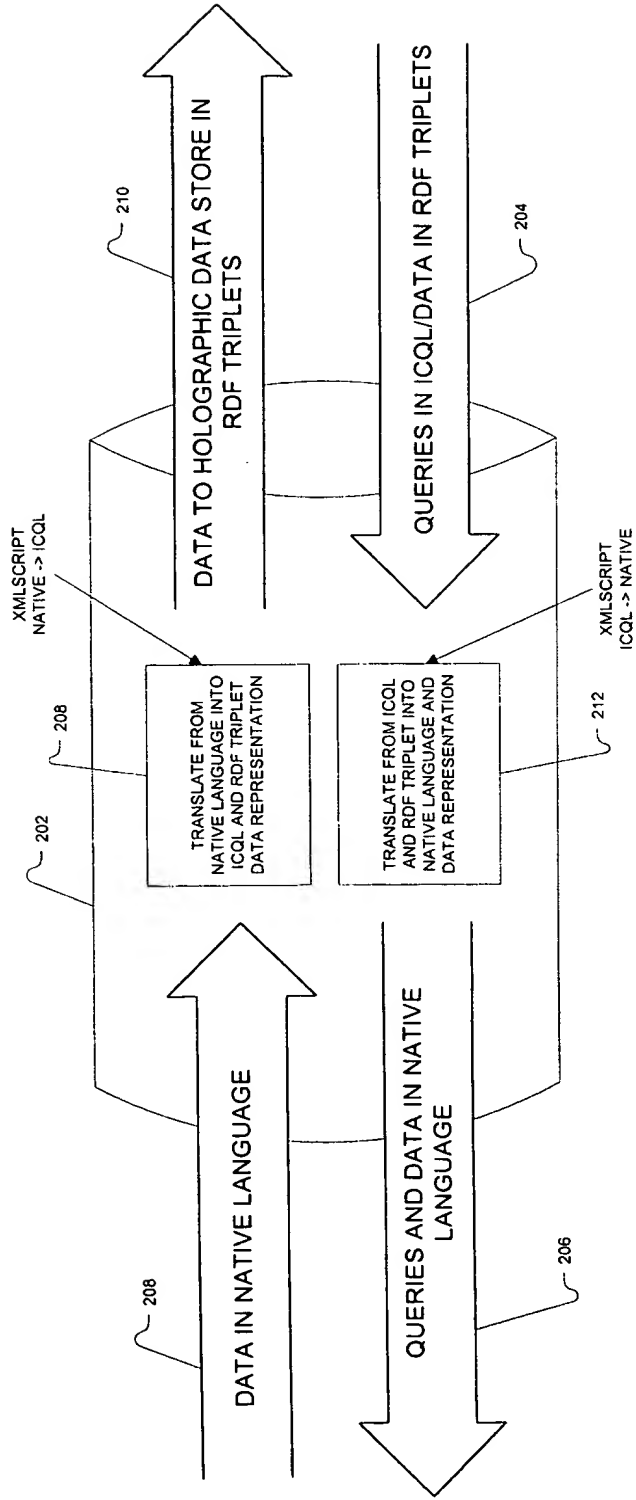 202
208
XMLSCRIPT
NATIVE -> ICQL
210
208
DATA IN NATIVE LANGUAGE
TRANSLATE FROM
NATIVE LANGUAGE INTO
ICQL AND RDF TRIPLET
DATA REPRESENTATION
DATA TO HOLOGRAPHIC DATA STORE IN
RDF TRIPLETS
QUERIES AND DATA IN NATIVE
LANGUAGE
TRANSLATE FROM ICQL
AND RDF TRIPLET INTO
NATIVE LANGUAGE AND
DATA REPRESENTATION
QUERIES IN ICQL/DATA IN RDF TRIPLETS
206
212
XMLSCRIPT
ICQL -> NATIVE
204